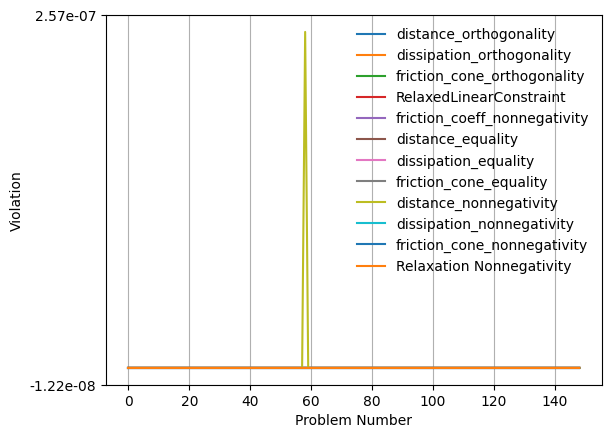 2.57e-07
distance_orthogonality
dissipation_orthogonality
friction_cone_orthogonality
RelaxedLinearConstraint
friction_coeff_nonnegativity
distance_equality
dissipation_equality
friction_cone_equality
distance_nonnegativity
dissipation_nonnegativity
friction_cone_nonnegativity
Relaxation Nonnegativity
Violation
-1.22e-08
0 20 40 60 80 100 120 140
Problem Number